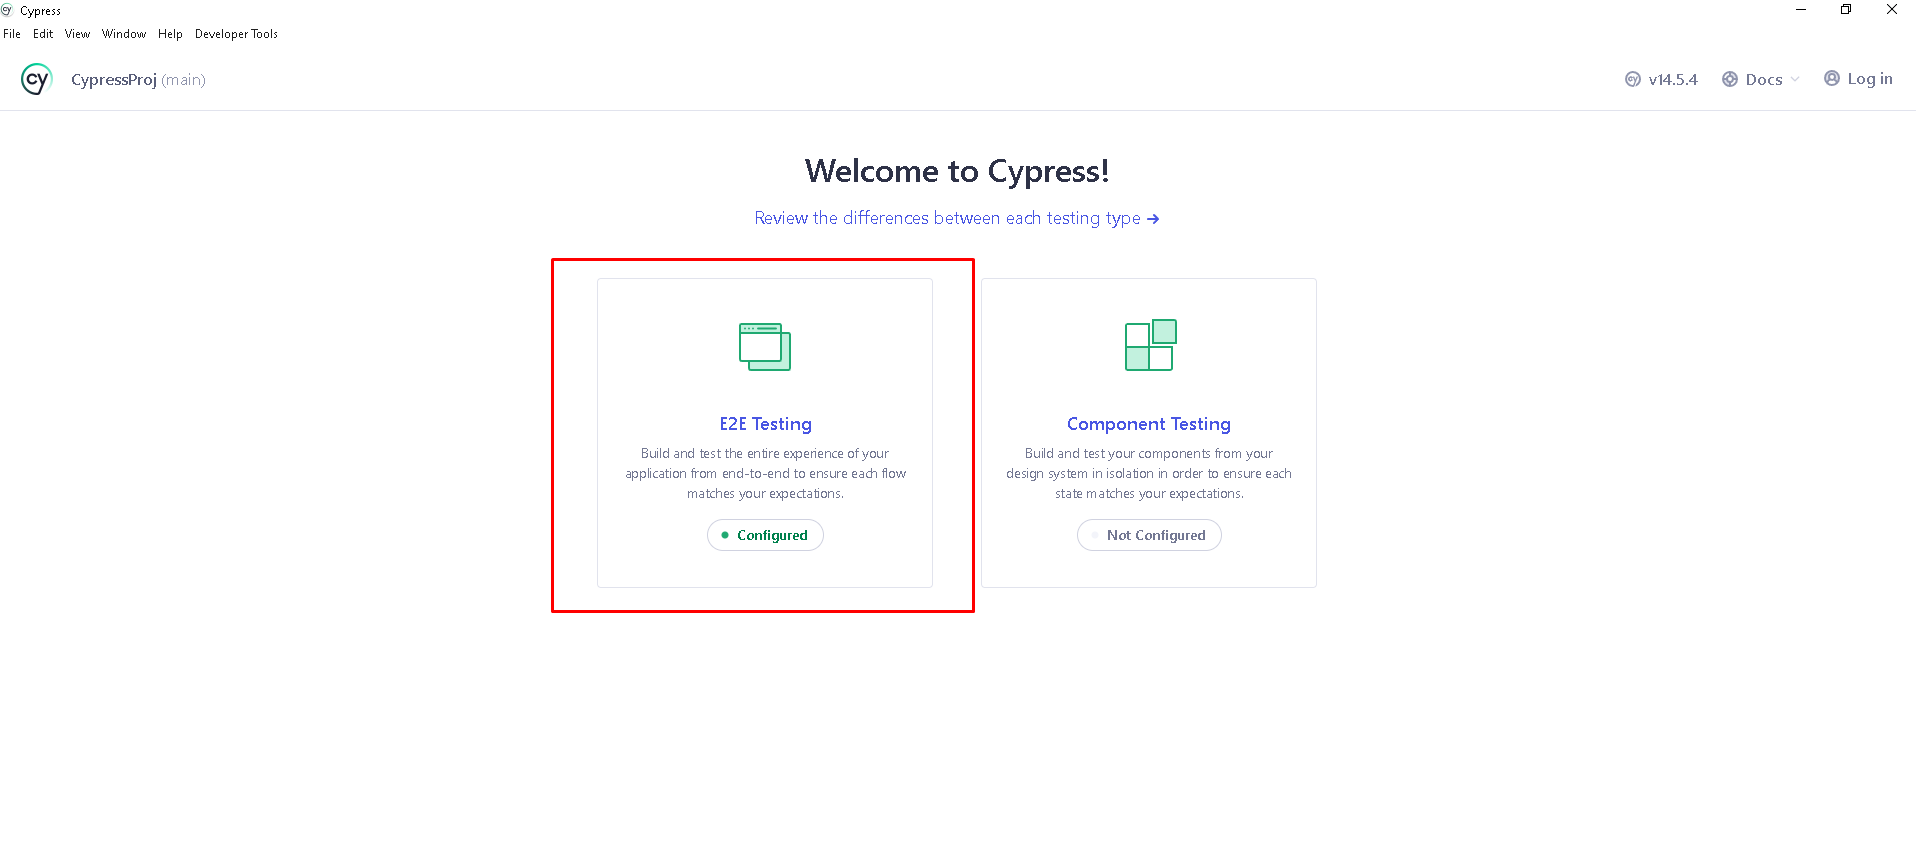 Cypress
File Edit View Window Help Developer Tools
cy CypressProj (main) v14.5.4 Docs Log in
Welcome to Cypress!
Review the differences between each testing type →
E2E Testing
Build and test the entire experience of your
application from end-to-end to ensure each flow
matches your expectations.
Configured
Component Testing
Build and test your components from your
design system in isolation in order to ensure each
state matches your expectations.
Not Configured